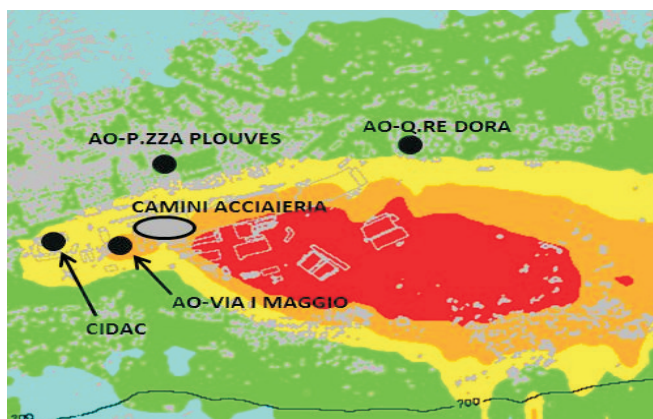 AO-P.ZZA PLOUVES
AO-Q.RE DORA
CAMINI ACCIAIERIA
AO-VIA I MAGGIO
CIDAC
700